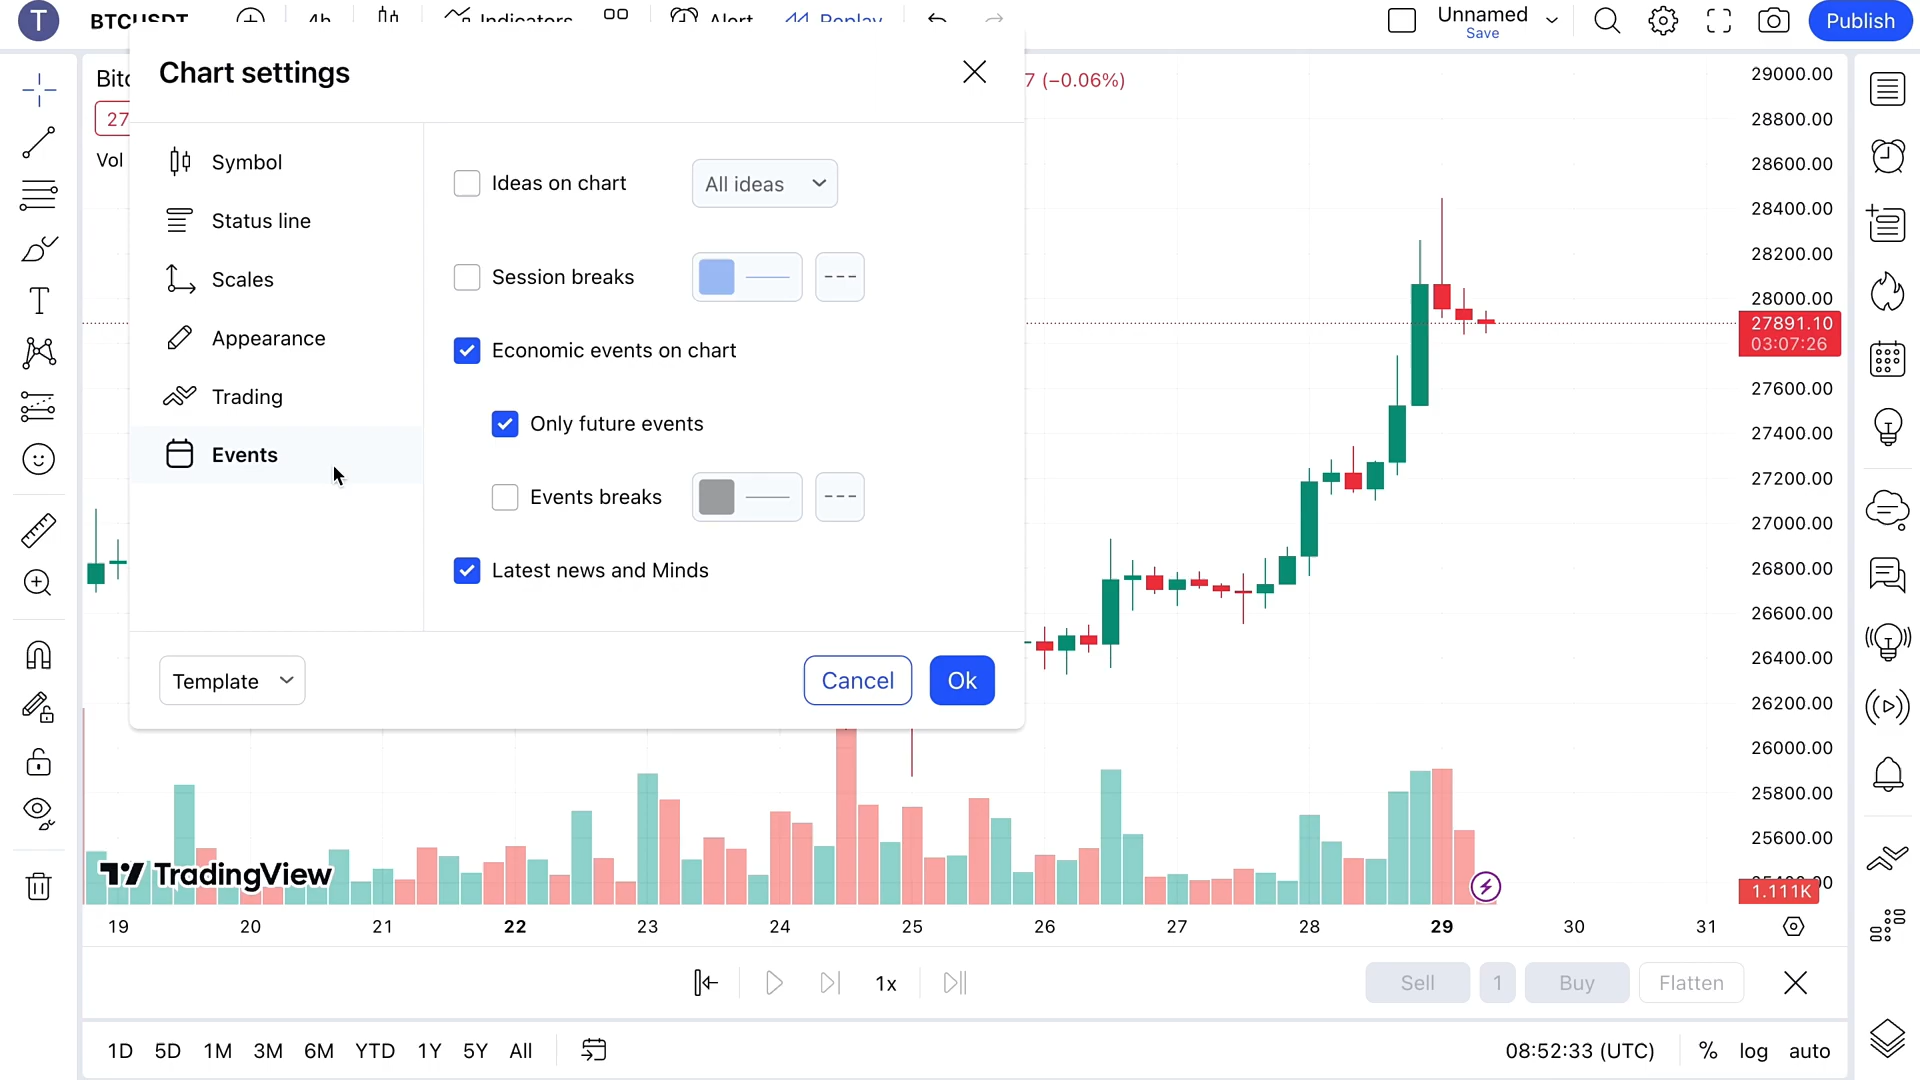 T BTCUSDT 4h Indicators Alert Replay Unnamed Publish
Save
Chart settings
Bitc
7 (−0.06%)
27
Vol
Symbol
Status line
Scales
Appearance
Trading
Events
Ideas on chart All ideas
Session breaks
Economic events on chart
Only future events
Events breaks
Latest news and Minds
Template Cancel Ok
29000.00
28800.00
28600.00
28400.00
28200.00
28000.00
27891.10
03:07:26
27600.00
27400.00
27200.00
27000.00
26800.00
26600.00
26400.00
26200.00
26000.00
25800.00
25600.00
1.111K
TradingView
19 20 21 22 23 24 25 26 27 28 29 30 31
1x Sell 1 Buy Flatten
1D 5D 1M 3M 6M YTD 1Y 5Y All 08:52:33 (UTC) % log auto